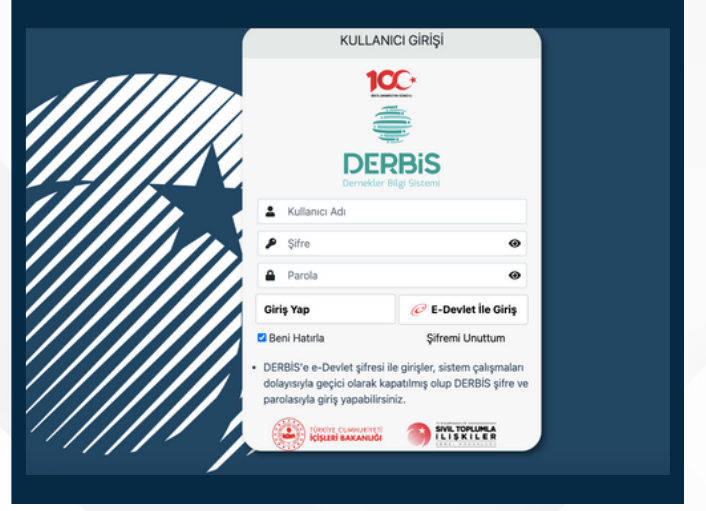 KULLANICI GİRİŞİ
100
DERBiS
Dernekler Bilgi Sistemi
Kullanıcı Adı
Şifre
Parola
Giriş Yap
E-Devlet İle Giriş
Beni Hatırla
Şifremi Unuttum
• DERBİS'e e-Devlet şifresi ile girişler, sistem çalışmaları
dolayısıyla geçici olarak kapatılmış olup DERBİS şifre ve
parolasıyla giriş yapabilirsiniz.
TÜRKİYE CUMHURİYETİ
İÇİŞLERİ BAKANLIĞI
SİVİL TOPLUMLA
İLİŞKİLER